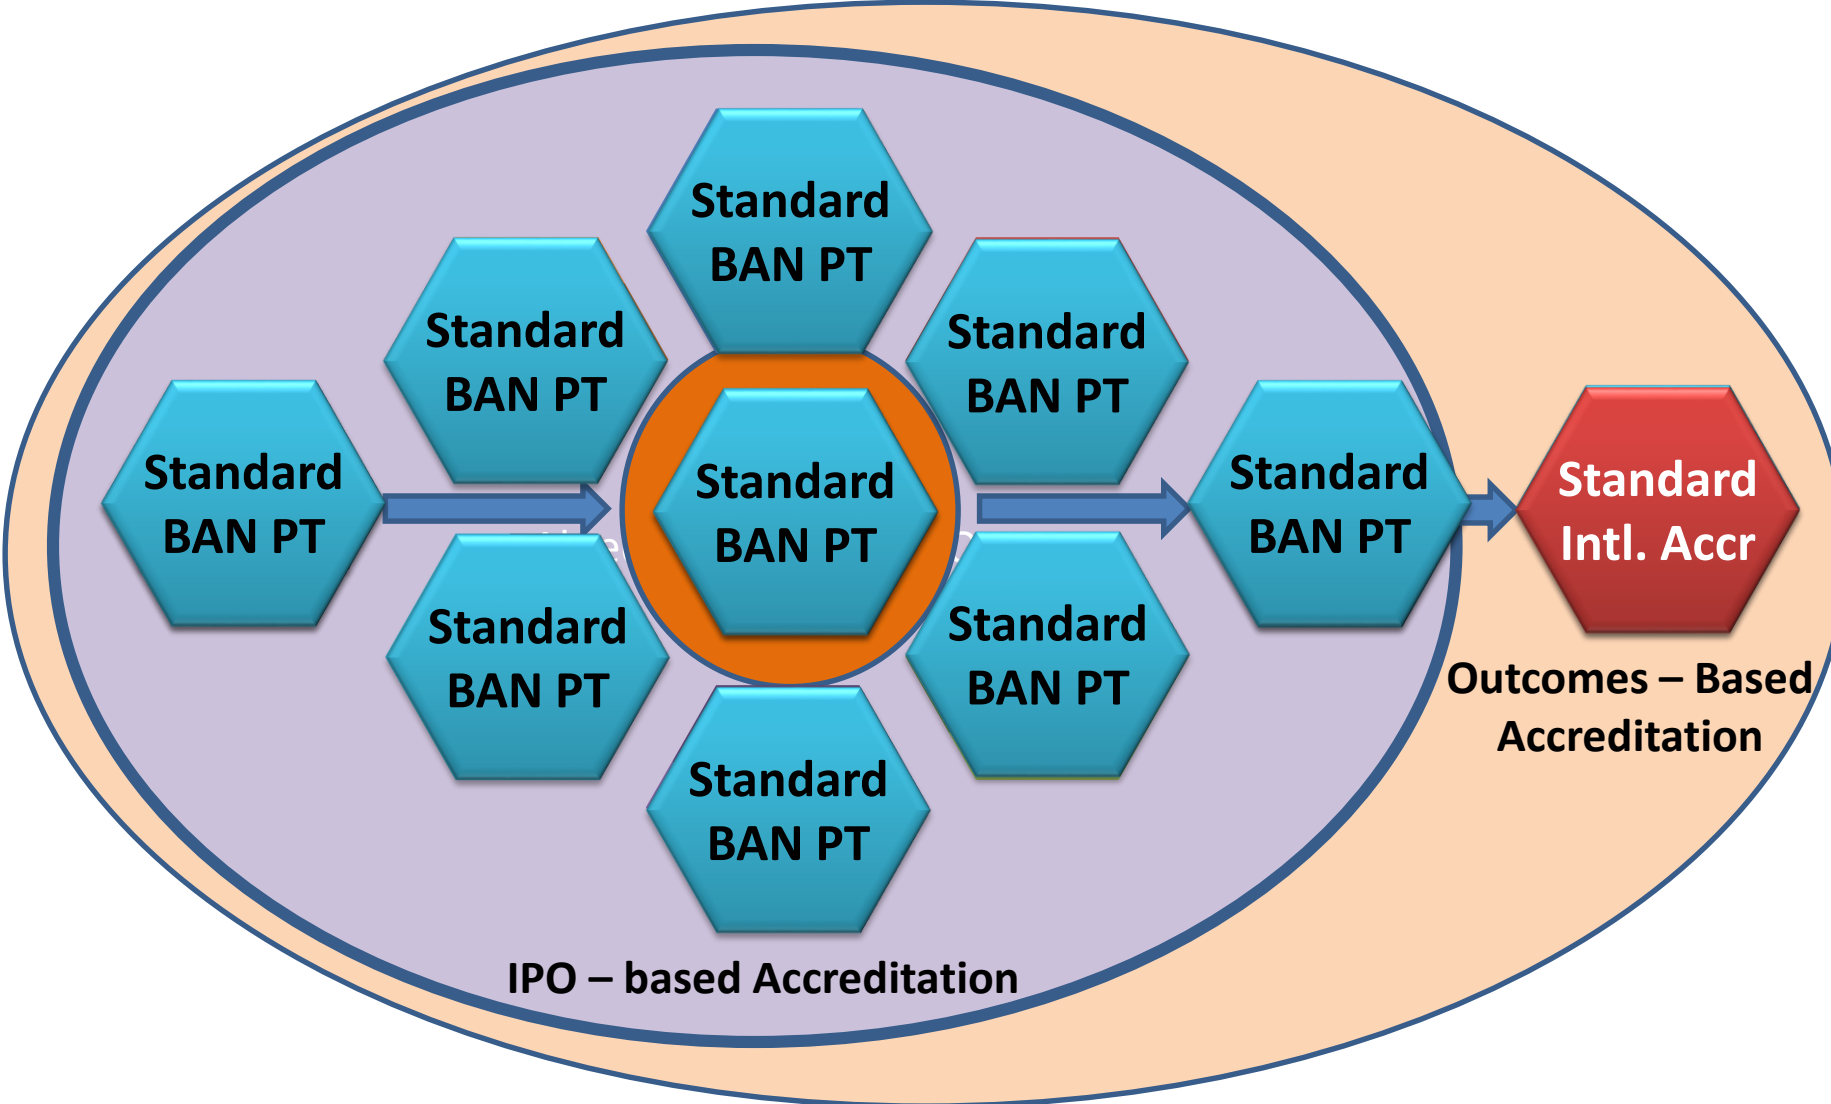 Standard
BAN PT
Standard
BAN PT
Standard
BAN PT
Standard
BAN PT
Standard
BAN PT
Standard
BAN PT
Standard
BAN PT
Standard
Intl. Accr
Standard
BAN PT
Standard
BAN PT
Standard
BAN PT
Outcomes – Based
Accreditation
IPO – based Accreditation